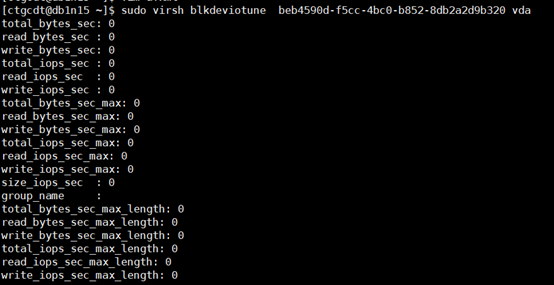 [ctgcdt@db1n15 ~]$ sudo virsh blkdeviotune  beb4590d-f5cc-4bc0-b852-8db2a2d9b320 vda
total_bytes_sec: 0
read_bytes_sec : 0
write_bytes_sec: 0
total_iops_sec : 0
read_iops_sec  : 0
write_iops_sec : 0
total_bytes_sec_max: 0
read_bytes_sec_max: 0
write_bytes_sec_max: 0
total_iops_sec_max: 0
read_iops_sec_max: 0
write_iops_sec_max: 0
size_iops_sec  : 0
group_name     :
total_bytes_sec_max_length: 0
read_bytes_sec_max_length: 0
write_bytes_sec_max_length: 0
total_iops_sec_max_length: 0
read_iops_sec_max_length: 0
write_iops_sec_max_length: 0